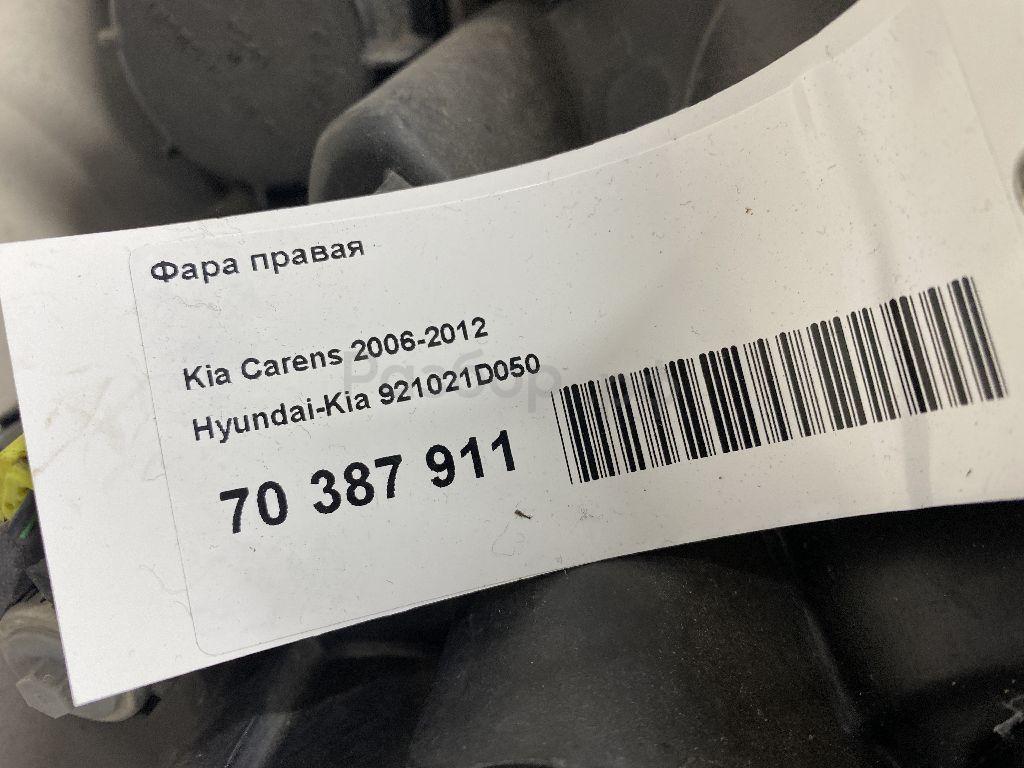 Фара правая
Kia Carens 2006-2012
Hyundai-Kia 921021D050
70 387 911